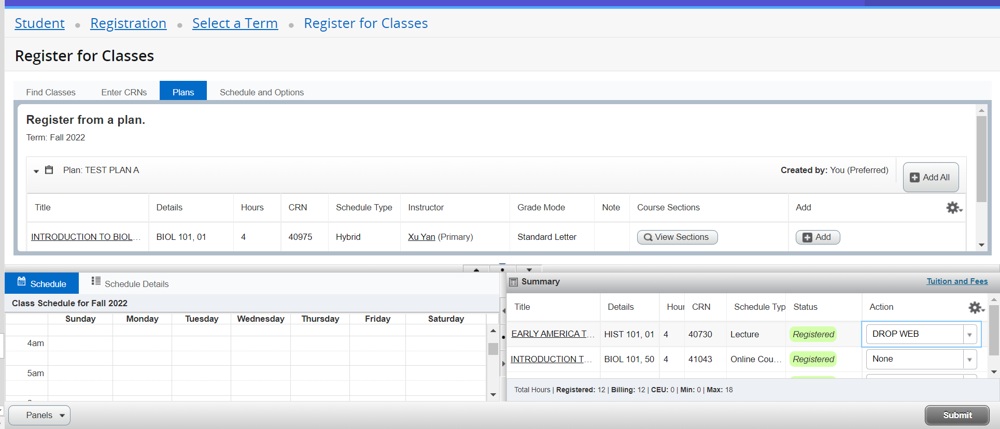 Student • Registration • Select a Term • Register for Classes
Register for Classes
Find Classes Enter CRNs Plans Schedule and Options
Register from a plan.
Term: Fall 2022
Plan: TEST PLAN A Created by: You (Preferred) Add All
Title Details Hours CRN Schedule Type Instructor Grade Mode Note Course Sections Add
INTRODUCTION TO BIOL... BIOL 101, 01 4 40975 Hybrid Xu Yan (Primary) Standard Letter View Sections Add
Schedule Schedule Details
Class Schedule for Fall 2022
Sunday Monday Tuesday Wednesday Thursday Friday Saturday
4am
5am
Summary Tuition and Fees
Title Details Hour CRN Schedule Typ Status Action
EARLY AMERICA T... HIST 101, 01 4 40730 Lecture Registered DROP WEB
INTRODUCTION T... BIOL 101, 50 4 41043 Online Cou... Registered None
Total Hours | Registered: 12 | Billing: 12 | CEU: 0 | Min: 0 | Max: 18
Panels Submit